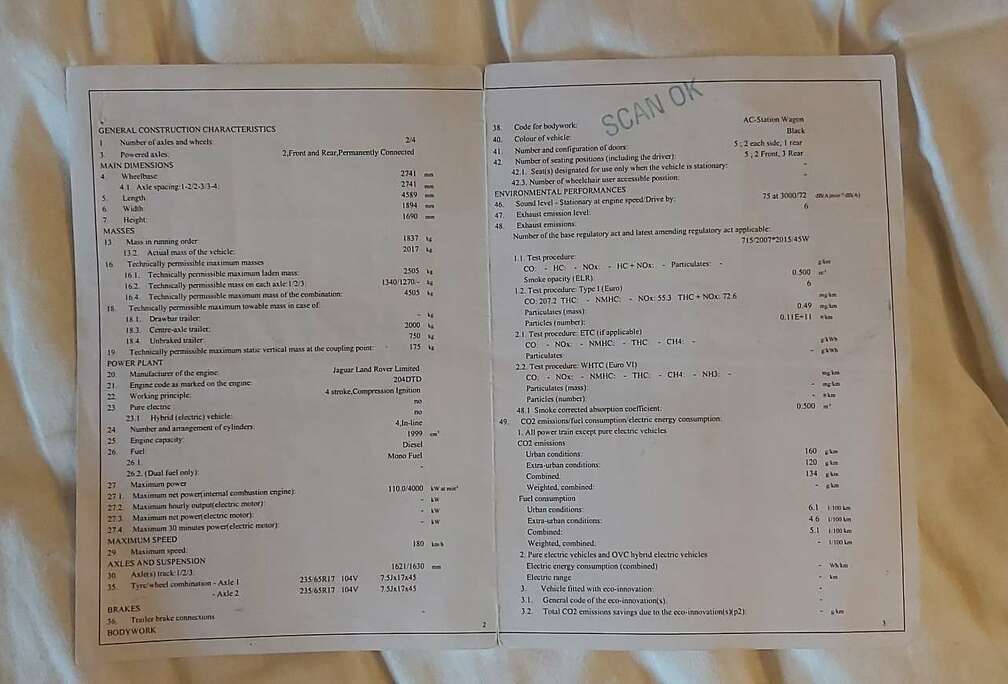 GENERAL CONSTRUCTION CHARACTERISTICS
1. Number of axles and wheels: 2/4
3. Powered axles: 2,Front and Rear,Permanently Connected
MAIN DIMENSIONS
4. Wheelbase 2741 mm
4.1. Axle spacing:1-2/2-3/3-4: 2741 mm
5. Length 4589 mm
6. Width: 1894 mm
7. Height: 1690 mm
MASSES
13. Mass in running order: 1837 kg
13.2 Actual mass of the vehicle: 2017 kg
16. Technically permissible maximum masses
16.1. Technically permissible maximum laden mass: 2505 kg
16.2. Technically permissible mass on each axle:1/2/3: 1340/1270/- kg
16.4. Technically permissible maximum mass of the combination: 4505 kg
18. Technically permissible maximum towable mass in case of:
18.1. Drawbar trailer: - kg
18.3. Centre-axle trailer: 2000 kg
18.4. Unbraked trailer: 750 kg
19. Technically permissible maximum static vertical mass at the coupling point: 175 kg
POWER PLANT
20. Manufacturer of the engine: Jaguar Land Rover Limited
21. Engine code as marked on the engine: 204DTD
22. Working principle: 4 stroke,Compression Ignition
23 Pure electric: no
23.1 Hybrid (electric) vehicle: no
24. Number and arrangement of cylinders: 4,In-line
25. Engine capacity: 1999 cm³
26. Fuel: Diesel
26.1. Mono Fuel
26.2. (Dual fuel only): -
27. Maximum power
27.1. Maximum net power(internal combustion engine): 110.0/4000 kW at min¹
27.2 Maximum hourly output(electric motor): - kW
27.3. Maximum net power(electric motor): - kW
27.4. Maximum 30 minutes power(electric motor): - kW
MAXIMUM SPEED
29. Maximum speed: 180 km/h
AXLES AND SUSPENSION
30. Axle(s) track:1/2/3: 1621/1630 mm
35. Tyre/wheel combination - Axle 1 235/65R17 104V 7.5Jx17x45
- Axle 2 235/65R17 104V 7.5Jx17x45
BRAKES
36. Trailer brake connections -
BODYWORK
2
SCAN OK
38. Code for bodywork: AC-Station Wagon
40. Colour of vehicle: Black
41. Number and configuration of doors: 5 ; 2 each side, 1 rear
42. Number of seating positions (including the driver): 5 ; 2 Front, 3 Rear
42.1. Seat(s) designated for use only when the vehicle is stationary: -
42.3. Number of wheelchair user accessible position: -
ENVIRONMENTAL PERFORMANCES
46. Sound level - Stationary at engine speed/Drive by: 75 at 3000/72
47. Exhaust emission level: 6
48. Exhaust emissions:
Number of the base regulatory act and latest amending regulatory act applicable:
715/2007*2015/45W
1.1. Test procedure:
CO: - HC: - NOx: - HC + NOx: - Particulates: - g/km
Smoke opacity (ELR) 0.500 m¹
1.2. Test procedure: Type I (Euro) 6
CO: 207.2 THC: - NMHC: - NOx: 55.3 THC + NOx: 72.6 mg/km
Particulates (mass): 0.49 mg/km
Particles (number): 0.11E+11 #/km
2.1. Test procedure: ETC (if applicable)
CO: - NOx: - NMHC: - THC: - CH4: - g/kWh
Particulates: - g/kWh
2.2. Test procedure: WHTC (Euro VI)
CO: - NOx: - NMHC: - THC: - CH4: - NH3: - mg/km
Particulates (mass): - mg/km
Particles (number): - #/km
48.1 Smoke corrected absorption coefficient: 0.500 m¹
49. CO2 emissions/fuel consumption/electric energy consumption:
1. All power train except pure electric vehicles
CO2 emissions
Urban conditions: 160 g/km
Extra-urban conditions: 120 g/km
Combined: 134 g/km
Weighted, combined: - g/km
Fuel consumption
Urban conditions: 6.1 l/100 km
Extra-urban conditions: 4.6 l/100 km
Combined: 5.1 l/100 km
Weighted, combined: - l/100 km
2. Pure electric vehicles and OVC hybrid electric vehicles
Electric energy consumption (combined) - Wh/km
Electric range - km
3. Vehicle fitted with eco-innovation: -
3.1. General code of the eco-innovation(s): -
3.2. Total CO2 emissions savings due to the eco-innovation(s)(p2): - g/km
3